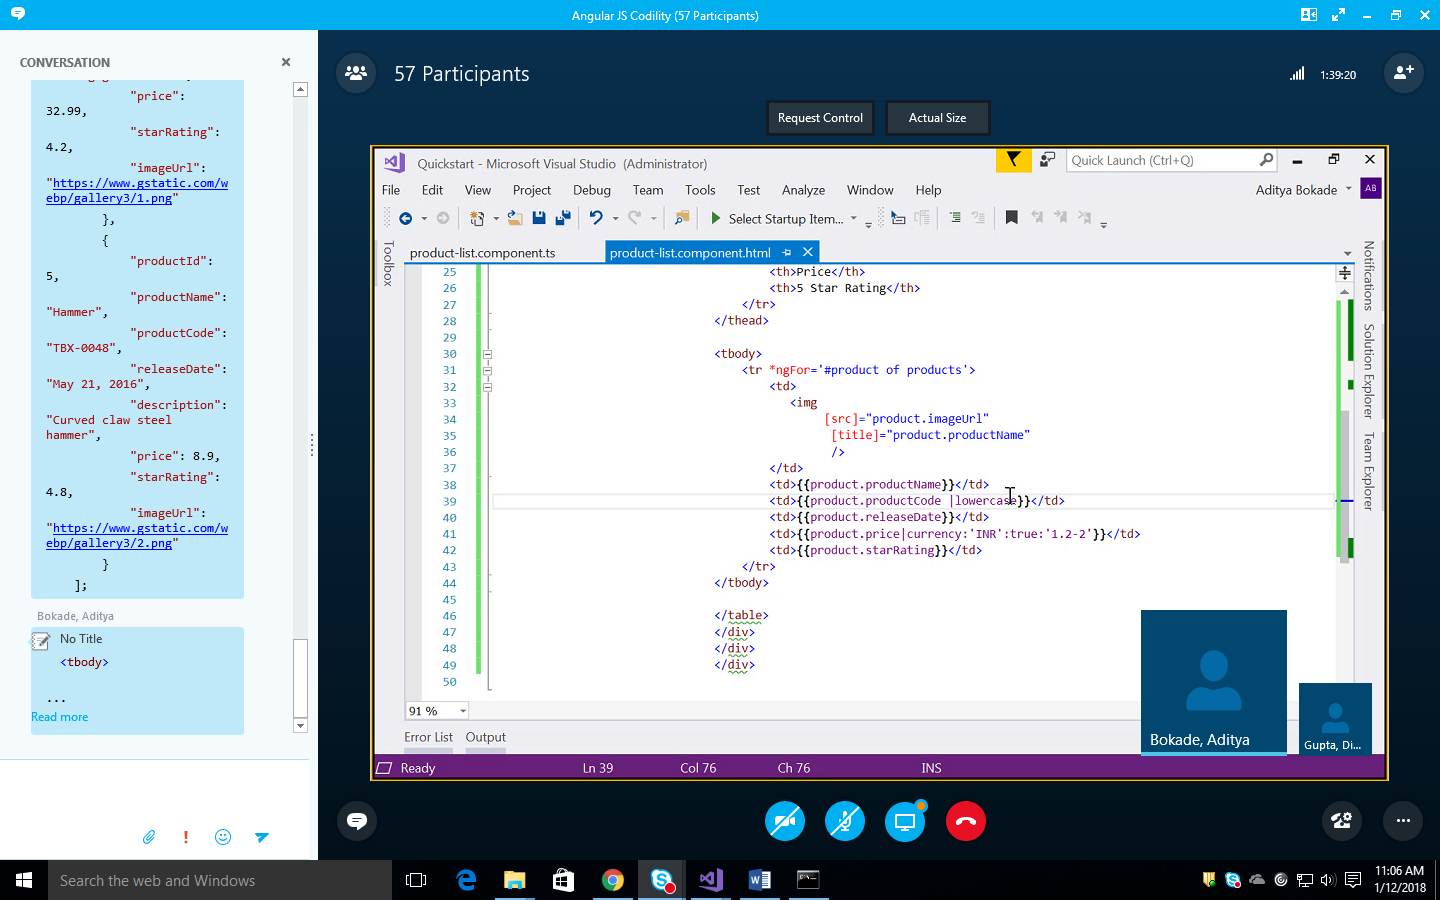 Angular JS Codility (57 Participants)
CONVERSATION
"price":
32.99,
"starRating":
4.2,
"imageUrl":
"https://www.gstatic.com/w
ebp/gallery3/1.png"
},
{
"productId":
5,
"productName":
"Hammer",
"productCode":
"TBX-0048",
"releaseDate":
"May 21, 2016",
"description":
"Curved claw steel
hammer",
"price": 8.9,
"starRating":
4.8,
"imageUrl":
"https://www.gstatic.com/w
ebp/gallery3/2.png"
}
];
Bokade, Aditya
No Title
<tbody>
...
Read more
57 Participants
1:39:20
Request Control
Actual Size
Quickstart - Microsoft Visual Studio (Administrator)
Quick Launch (Ctrl+Q)
File Edit View Project Debug Team Tools Test Analyze Window Help
Aditya Bokade AB
Select Startup Item...
Toolbox
product-list.component.ts
product-list.component.html
25 <th>Price</th>
26 <th>5 Star Rating</th>
27 </tr>
28 </thead>
29
30 <tbody>
31 <tr *ngFor='#product of products'>
32 <td>
33 <img
34 [src]="product.imageUrl"
35 [title]="product.productName"
36 />
37 </td>
38 <td>{{product.productName}}</td>
39 <td>{{product.productCode |lowercase}}</td>
40 <td>{{product.releaseDate}}</td>
41 <td>{{product.price|currency:'INR':true:'1.2-2'}}</td>
42 <td>{{product.starRating}}</td>
43 </tr>
44 </tbody>
45
46 </table>
47 </div>
48 </div>
49 </div>
50
Notifications
Solution Explorer
Team Explorer
91 %
Error List Output
Ready Ln 39 Col 76 Ch 76 INS
Bokade, Aditya
Gupta, Di...
Search the web and Windows
11:06 AM
1/12/2018